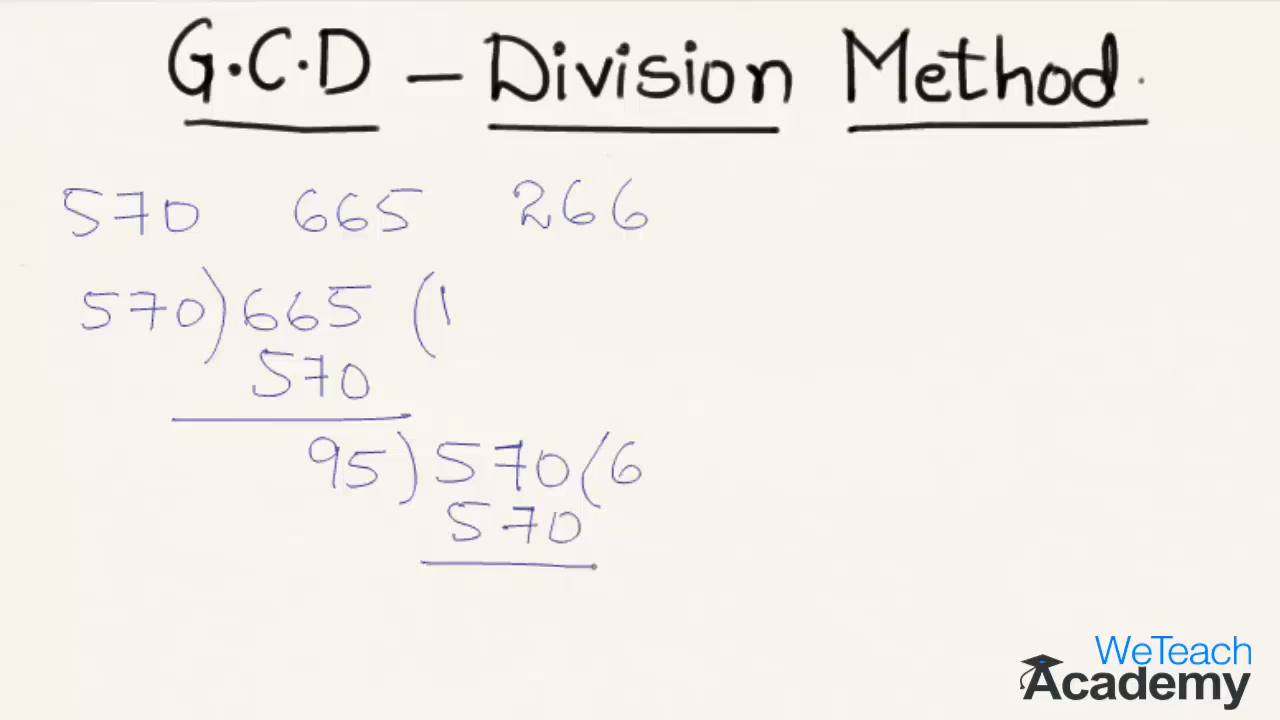 G.C.D - Division Method.
570 665 266
570) 665 (1
570
95) 570 (6
570
WeTeach
Academy